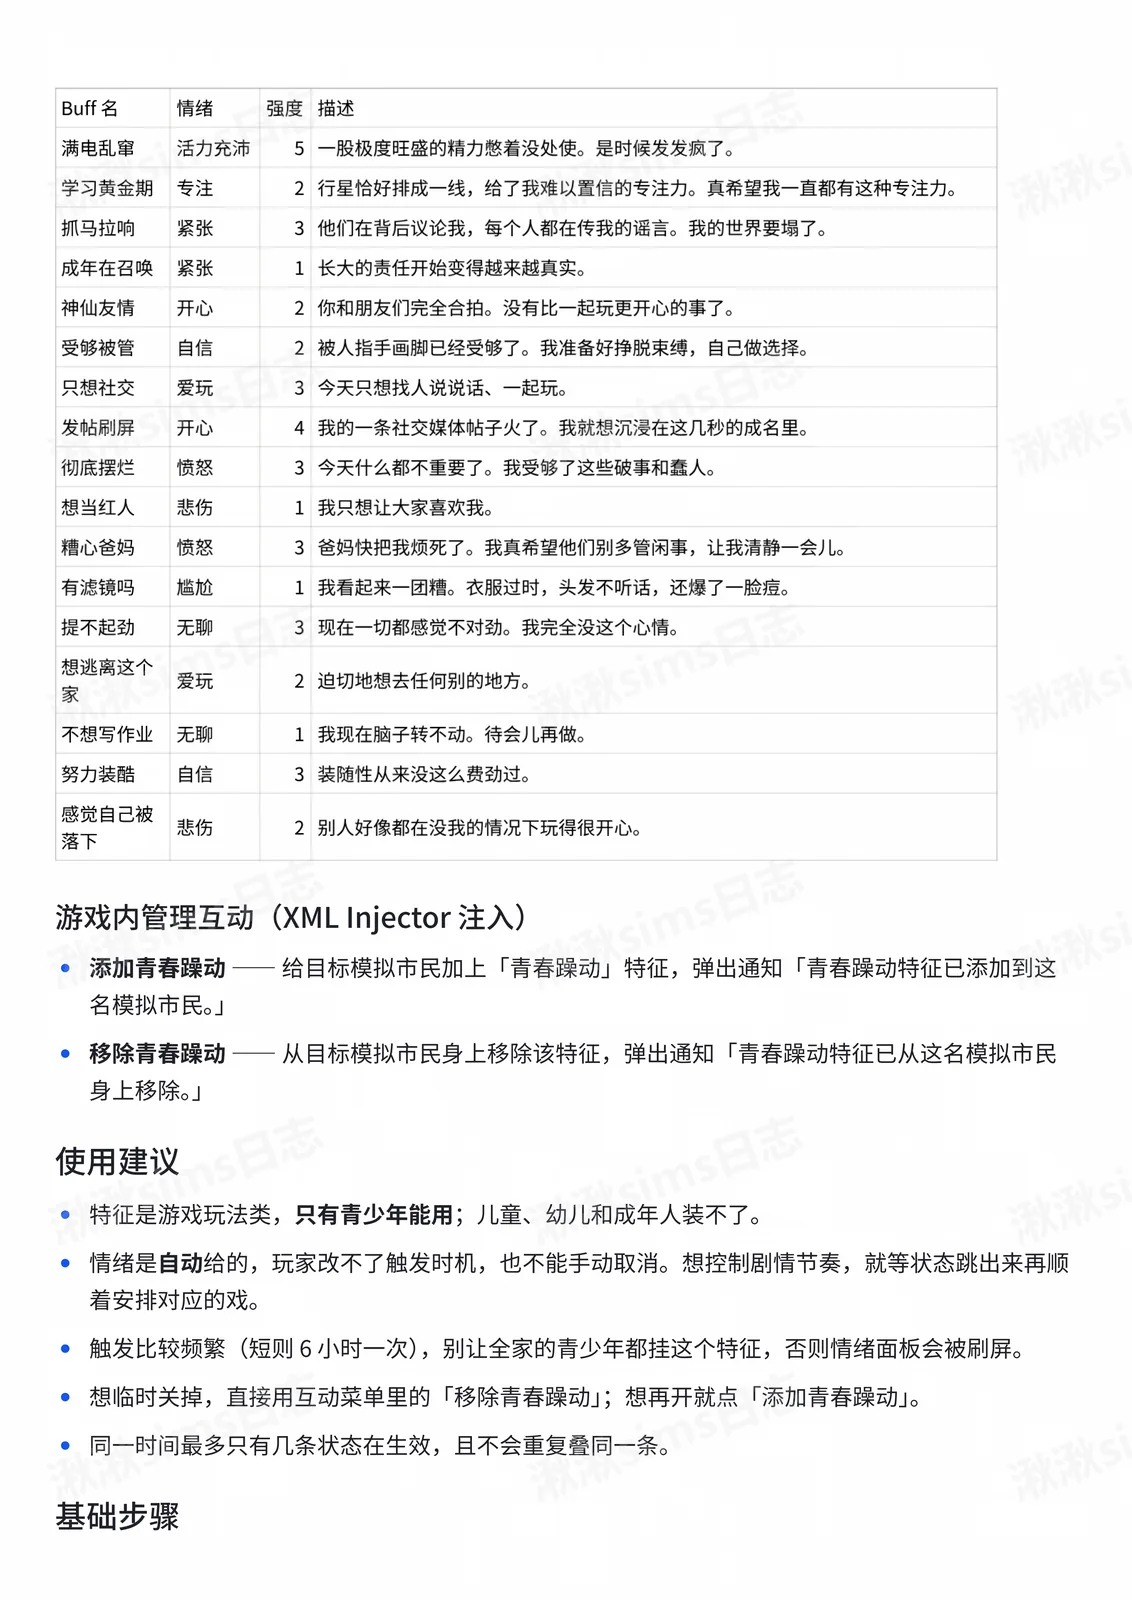 Buff 名 情绪 强度 描述
满电乱窜 活力充沛 5 一股极度旺盛的精力憋着没处使。是时候发发疯了。
学习黄金期 专注 2 行星恰好排成一线，给了我难以置信的专注力。真希望我一直都有这种专注力。
抓马拉响 紧张 3 他们在背后议论我，每个人都在传我的谣言。我的世界要塌了。
成年在召唤 紧张 1 长大的责任开始变得越来越真实。
神仙友情 开心 2 你和朋友们完全合拍。没有比一起玩更开心的事了。
受够被管 自信 2 被人指手画脚已经受够了。我准备好挣脱束缚，自己做选择。
只想社交 爱玩 3 今天只想找人说说话、一起玩。
发帖刷屏 开心 4 我的一条社交媒体帖子火了。我就想沉浸在这几秒的成名里。
彻底摆烂 愤怒 3 今天什么都不重要了。我受够了这些破事和蠢人。
想当红人 悲伤 1 我只想让大家喜欢我。
糟心爸妈 愤怒 3 爸妈快把我烦死了。我真希望他们别多管闲事，让我清静一会儿。
有滤镜吗 尴尬 1 我看起来一团糟。衣服过时，头发不听话，还爆了一脸痘。
提不起劲 无聊 3 现在一切都感觉不对劲。我完全没这个心情。
想逃离这个
家 爱玩 2 迫切地想去任何别的地方。
不想写作业 无聊 1 我现在脑子转不动。待会儿再做。
努力装酷 自信 3 装随性从来没这么费劲过。
感觉自己被
落下 悲伤 2 别人好像都在没我的情况下玩得很开心。
游戏内管理互动（XML Injector 注入）
• 添加青春躁动 —— 给目标模拟市民加上「青春躁动」特征，弹出通知「青春躁动特征已添加到这
名模拟市民。」
• 移除青春躁动 —— 从目标模拟市民身上移除该特征，弹出通知「青春躁动特征已从这名模拟市民
身上移除。」
使用建议
• 特征是游戏玩法类，只有青少年能用；儿童、幼儿和成年人装不了。
• 情绪是自动给的，玩家改不了触发时机，也不能手动取消。想控制剧情节奏，就等状态跳出来再顺
着安排对应的戏。
• 触发比较频繁（短则 6 小时一次），别让全家的青少年都挂这个特征，否则情绪面板会被刷屏。
• 想临时关掉，直接用互动菜单里的「移除青春躁动」；想再开就点「添加青春躁动」。
• 同一时间最多只有几条状态在生效，且不会重复叠同一条。
基础步骤
湫湫sims日志